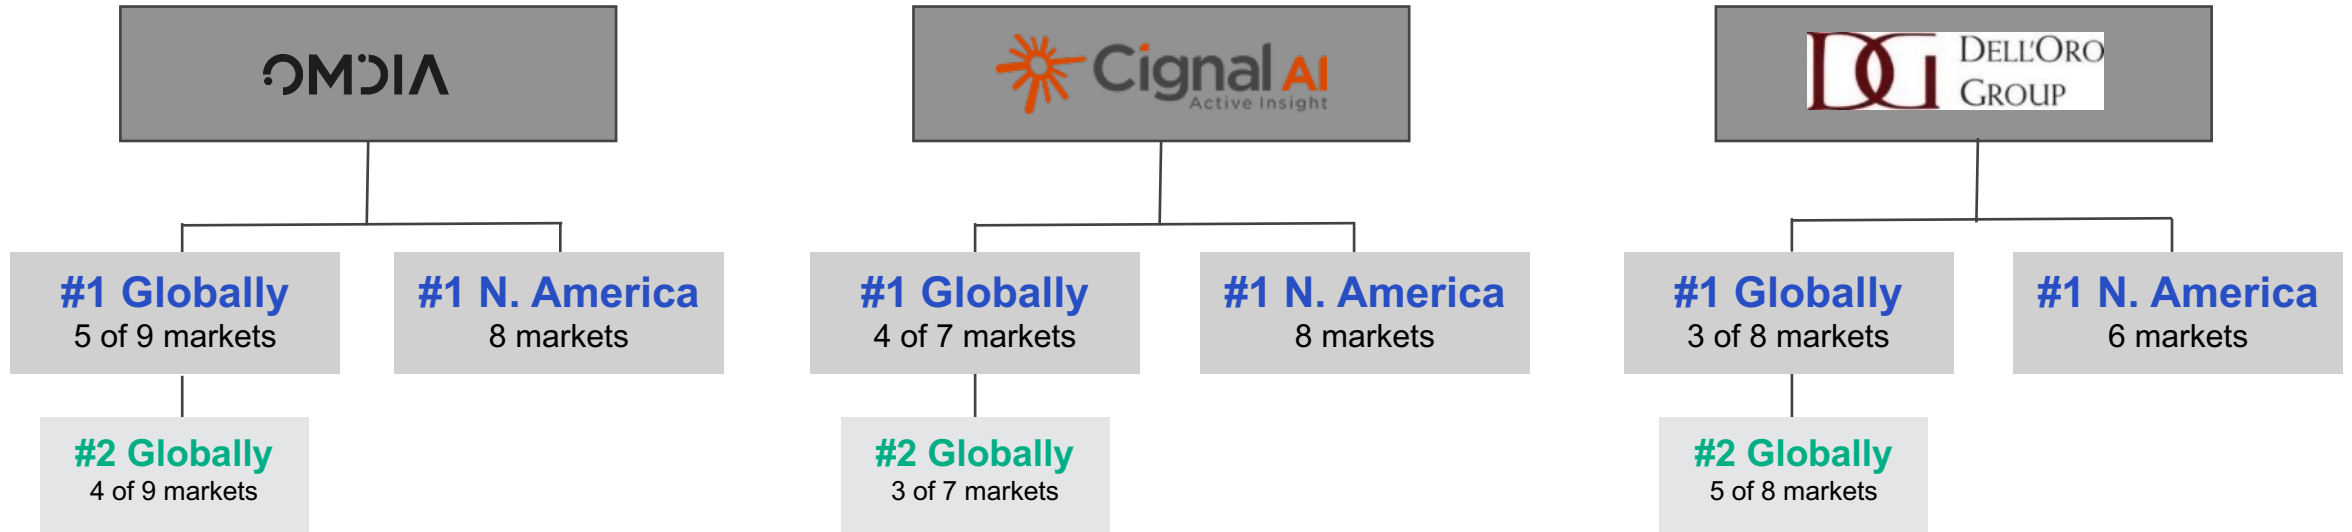 OMDIA
Cignal AI
Active Insight
DG
DELL'ORO
GROUP
#1 Globally
5 of 9 markets
#1 N. America
8 markets
#2 Globally
4 of 9 markets
#1 Globally
4 of 7 markets
#1 N. America
8 markets
#2 Globally
3 of 7 markets
#1 Globally
3 of 8 markets
#1 N. America
6 markets
#2 Globally
5 of 8 markets